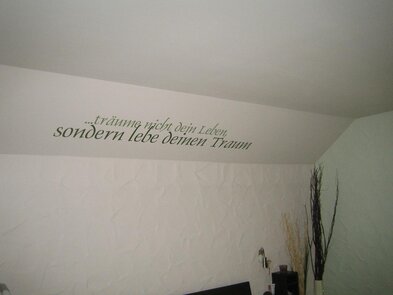 ...träume nicht dein Leben,
sondern lebe deinen Traum